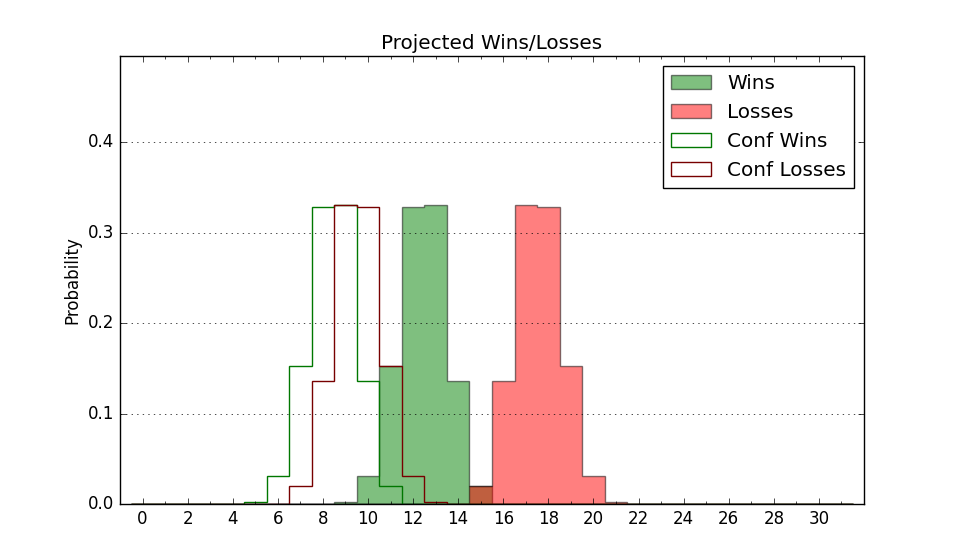 Projected Wins/Losses
Wins
Losses
Conf Wins
Conf Losses
Probability
0.4
0.3
0.2
0.1
0.0
0 2 4 6 8 10 12 14 16 18 20 22 24 26 28 30